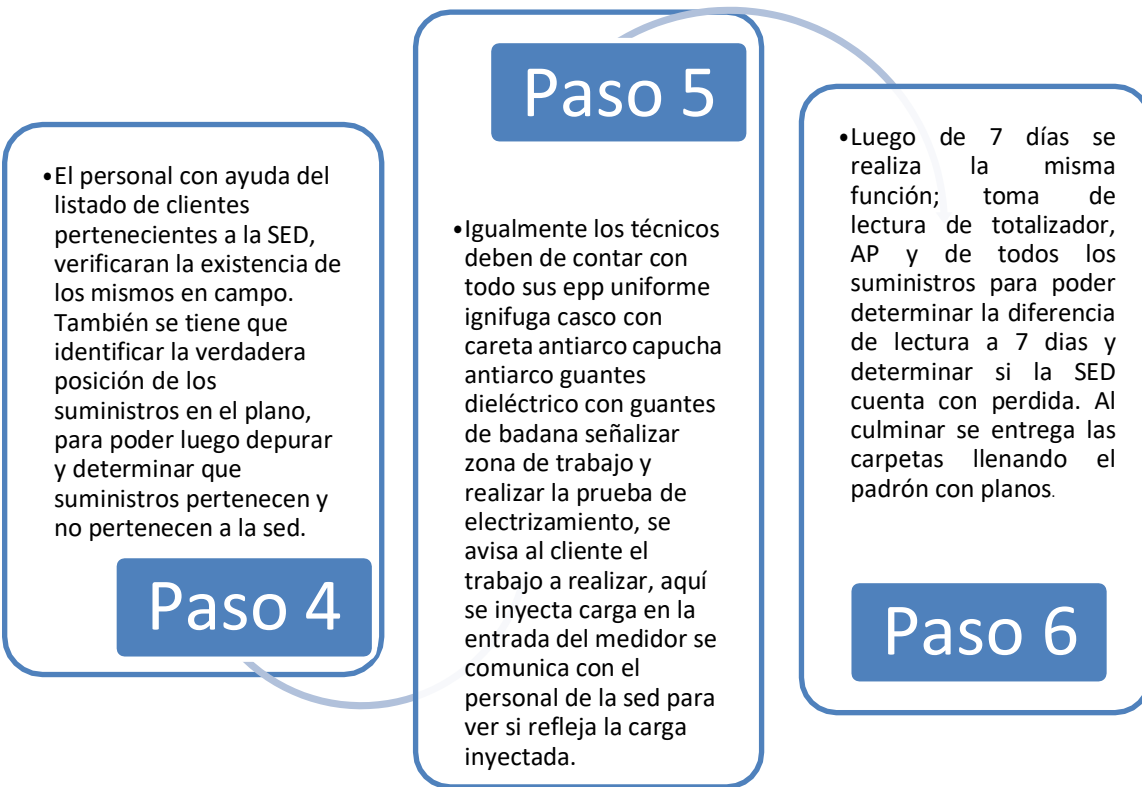 •El personal con ayuda del
listado de clientes
pertenecientes a la SED,
verificaran la existencia de
los mismos en campo.
También se tiene que
identificar la verdadera
posición de los
suministros en el plano,
para poder luego depurar
y determinar que
suministros pertenecen y
no pertenecen a la sed.
Paso 4
Paso 5
•Igualmente los técnicos
deben de contar con
todo sus epp uniforme
ignifuga casco con
careta antiarco capucha
antiarco guantes
dieléctrico con guantes
de badana señalizar
zona de trabajo y
realizar la prueba de
electrizamiento, se
avisa al cliente el
trabajo a realizar, aquí
se inyecta carga en la
entrada del medidor se
comunica con el
personal de la sed para
ver si refleja la carga
inyectada.
•Luego de 7 días se
realiza la misma
función; toma de
lectura de totalizador,
AP y de todos los
suministros para poder
determinar la diferencia
de lectura a 7 dias y
determinar si la SED
cuenta con perdida. Al
culminar se entrega las
carpetas llenando el
padrón con planos.
Paso 6